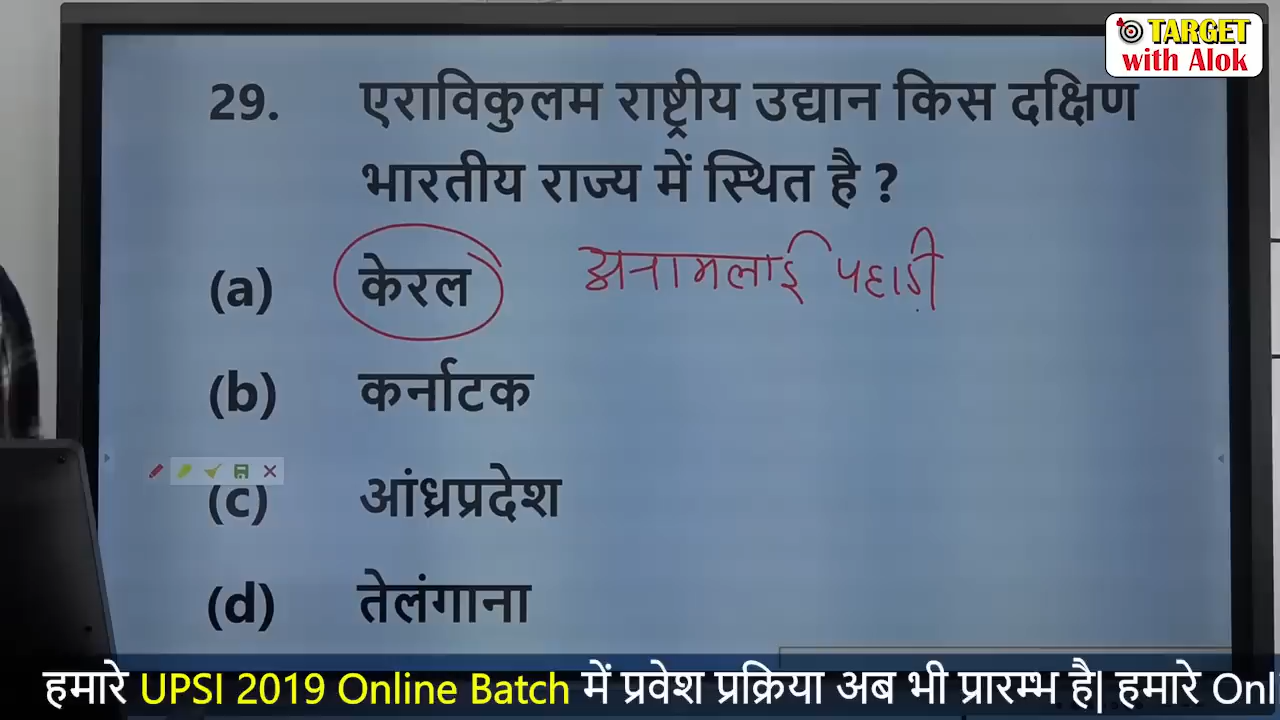 TARGET
with Alok
29. एराविकुलम राष्ट्रीय उद्यान किस दक्षिण
भारतीय राज्य में स्थित है ?
(a) केरल अनामलाई पहाडी
(b) कर्नाटक
(c) आंध्रप्रदेश
(d) तेलंगाना
हमारे UPSI 2019 Online Batch में प्रवेश प्रक्रिया अब भी प्रारम्भ है| हमारे Onl